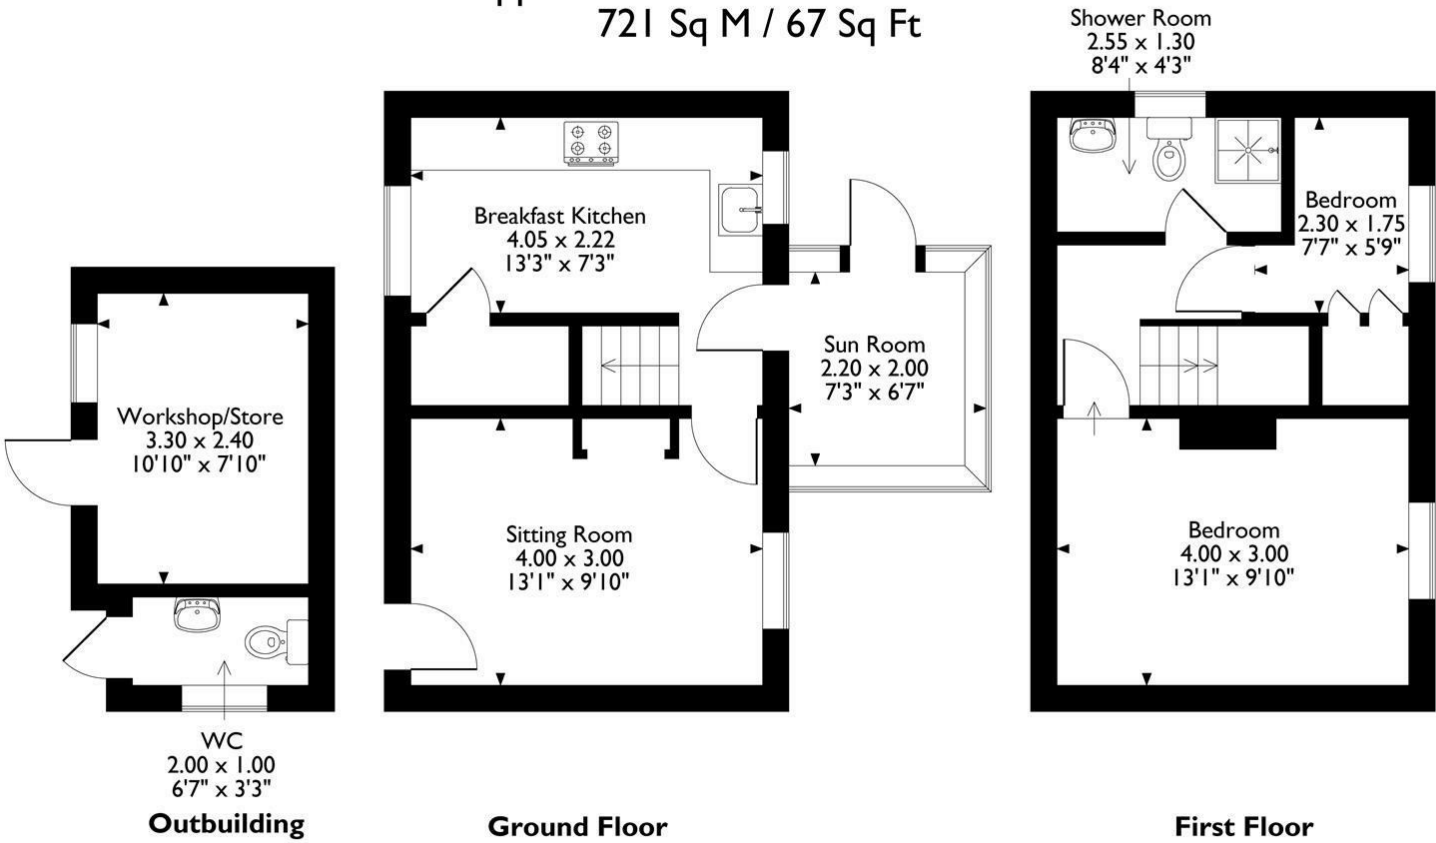 721 Sq M / 67 Sq Ft
Shower Room
2.55 x 1.30
8'4" x 4'3"
Breakfast Kitchen
4.05 x 2.22
13'3" x 7'3"
Bedroom
2.30 x 1.75
7'7" x 5'9"
Sun Room
2.20 x 2.00
7'3" x 6'7"
Workshop/Store
3.30 x 2.40
10'10" x 7'10"
Sitting Room
4.00 x 3.00
13'1" x 9'10"
Bedroom
4.00 x 3.00
13'1" x 9'10"
WC
2.00 x 1.00
6'7" x 3'3"
Outbuilding
Ground Floor
First Floor